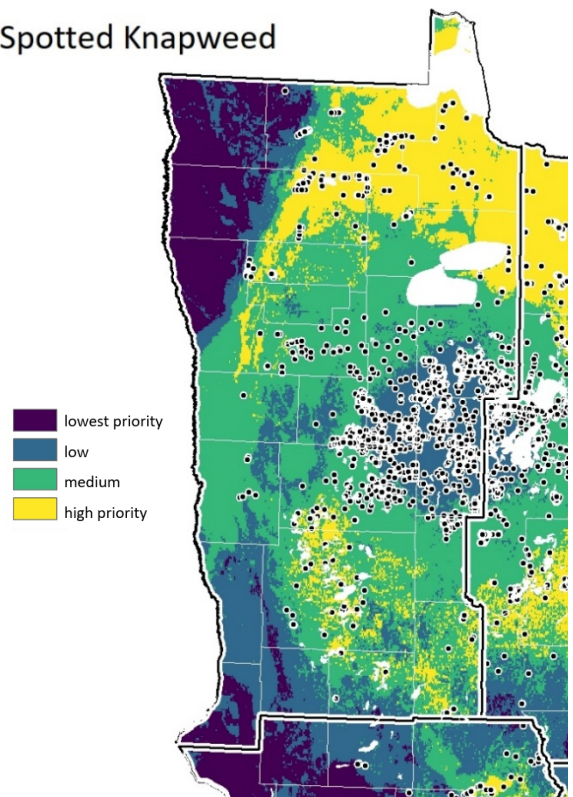 Spotted Knapweed
lowest priority
low
medium
high priority